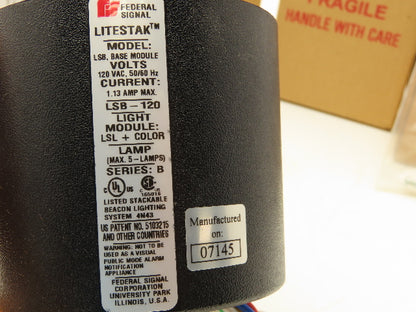 FEDERAL
SIGNAL
LITESTAK™
MODEL:
LSB, BASE MODULE
VOLTS
120 VAC, 50/60 Hz
CURRENT:
1.13 AMP MAX.
LSB-120
LIGHT
MODULE:
LSL + COLOR
LAMP
(MAX. 5-LAMPS)
SERIES: B
LISTED STACKABLE
BEACON LIGHTING
SYSTEM 4N43
US PATENT NO. 5103215
AND OTHER COUNTRIES
WARNING: NOT TO BE
USED AS A VISUAL
PUBLIC MODE ALARM
NOTIFICATION
APPLIANCE
FEDERAL SIGNAL
CORPORATION
UNIVERSITY PARK
ILLINOIS, U.S.A.
Manufactured
on:
07145
FRAGILE
HANDLE WITH CARE